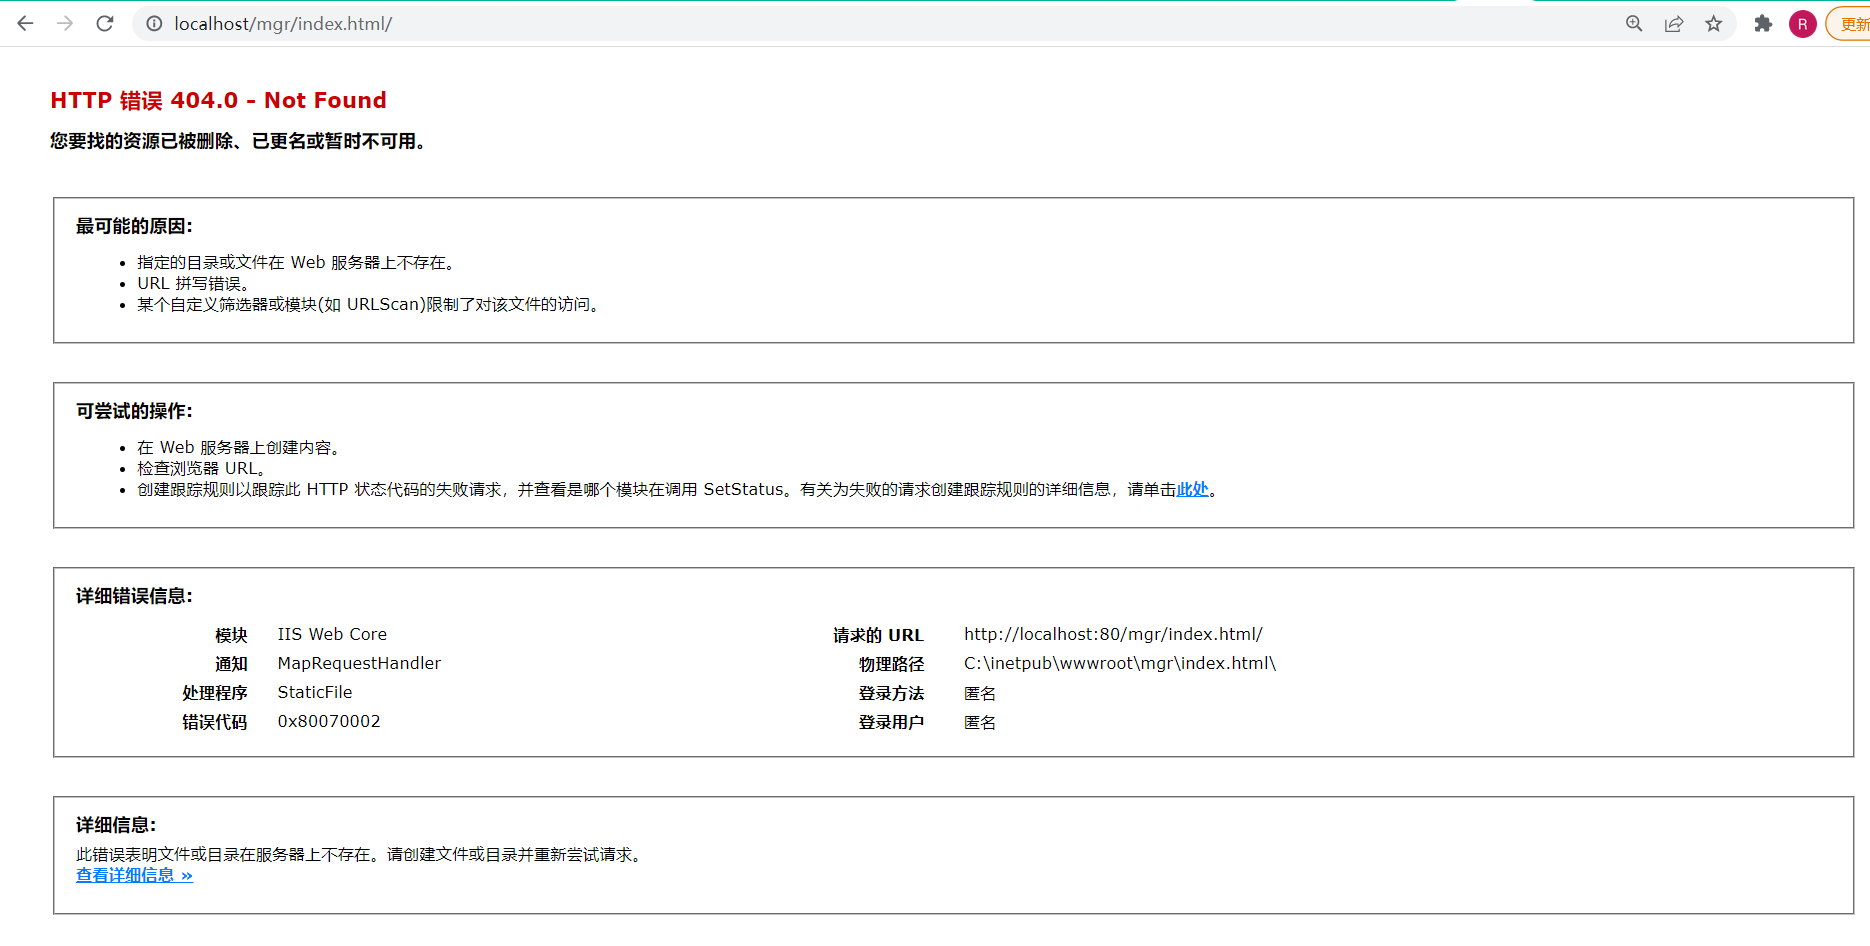 localhost/mgr/index.html/
R
更新
HTTP 错误 404.0 - Not Found
您要找的资源已被删除、已更名或暂时不可用。
最可能的原因:
• 指定的目录或文件在 Web 服务器上不存在。
• URL 拼写错误。
• 某个自定义筛选器或模块(如 URLScan)限制了对该文件的访问。
可尝试的操作:
• 在 Web 服务器上创建内容。
• 检查浏览器 URL。
• 创建跟踪规则以跟踪此 HTTP 状态代码的失败请求，并查看是哪个模块在调用 SetStatus。有关为失败的请求创建跟踪规则的详细信息，请单击此处。
详细错误信息:
模块 IIS Web Core
通知 MapRequestHandler
处理程序 StaticFile
错误代码 0x80070002
请求的 URL http://localhost:80/mgr/index.html/
物理路径 C:\inetpub\wwwroot\mgr\index.html\
登录方法 匿名
登录用户 匿名
详细信息:
此错误表明文件或目录在服务器上不存在。请创建文件或目录并重新尝试请求。
查看详细信息 »